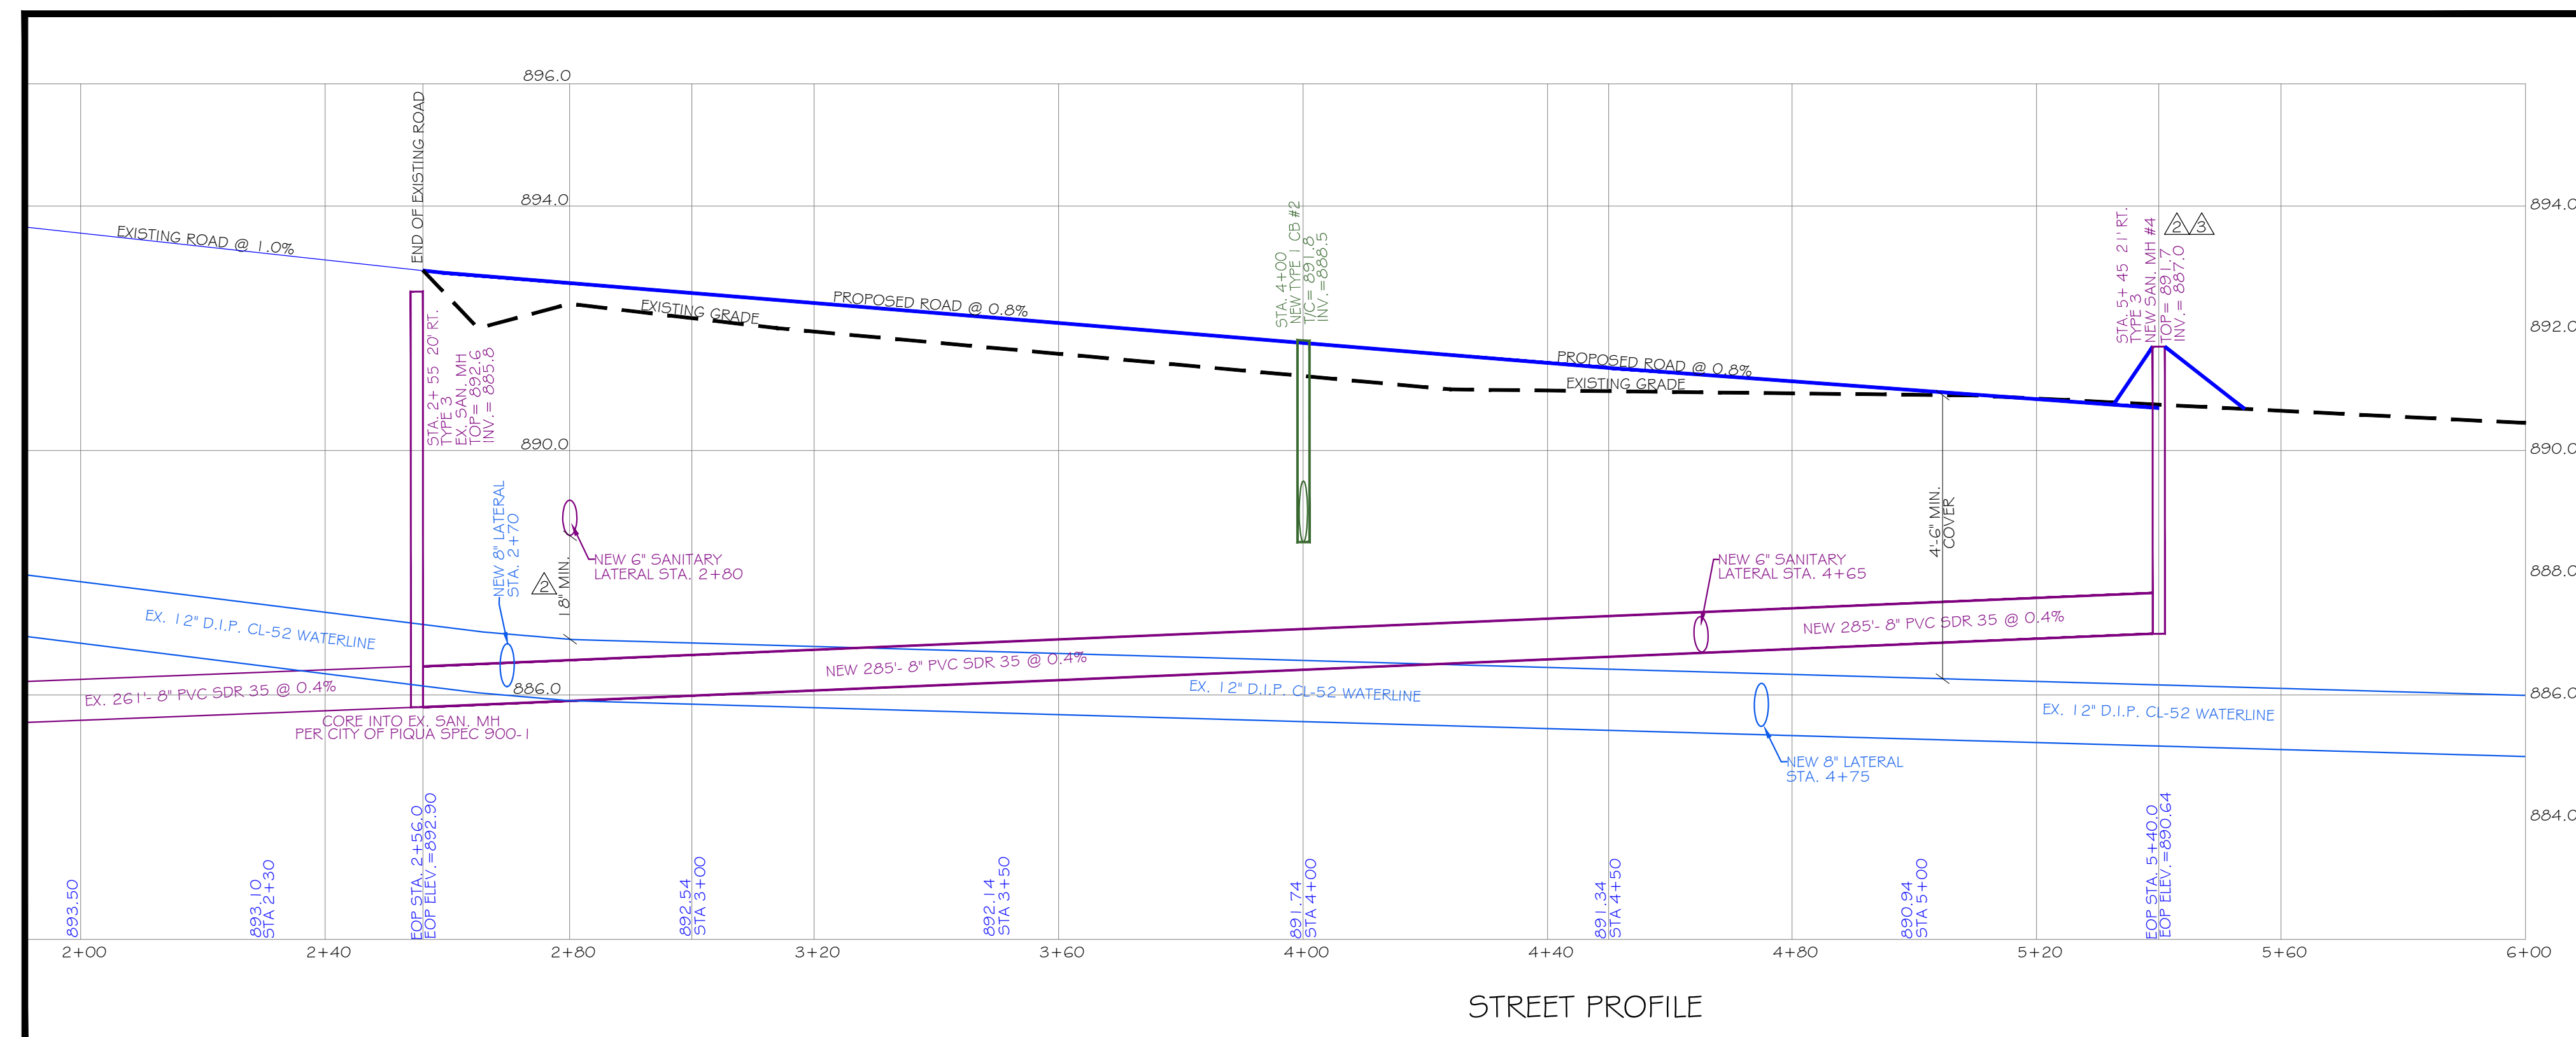 896.0
894.0
894.0
892.0
890.0
890.0
888.0
886.0
886.0
884.0
END OF EXISTING ROAD
EXISTING ROAD @ 1.0%
EXISTING GRADE
PROPOSED ROAD @ 0.8%
STA. 2+ 55 20' RT.
TYPE 3
EX. SAN. MH
TOP= 892.6
INV.= 885.8
STA. 4+00
NEW TYPE 1 CB #2
T/C= 891.8
INV.=888.5
PROPOSED ROAD @ 0.8%
EXISTING GRADE
STA. 5+ 45 21' RT.
TYPE 3
NEW SAN. MH #4
TOP= 891.7
INV.= 887.0
2
3
NEW 8" LATERAL
STA. 2+70
2
18" MIN.
NEW 6" SANITARY
LATERAL STA. 2+80
NEW 6" SANITARY
LATERAL STA. 4+65
4'-6" MIN.
COVER
EX. 12" D.I.P. CL-52 WATERLINE
EX. 261'- 8" PVC SDR 35 @ 0.4%
CORE INTO EX. SAN. MH
PER CITY OF PIQUA SPEC 900-1
NEW 285'- 8" PVC SDR 35 @ 0.4%
NEW 285'- 8" PVC SDR 35 @ 0.4%
EX. 12" D.I.P. CL-52 WATERLINE
EX. 12" D.I.P. CL-52 WATERLINE
NEW 8" LATERAL
STA. 4+75
893.50
893.10
STA 2+30
EOP STA. 2+56.0
EOP ELEV.=892.90
892.54
STA 3+00
892.14
STA 3+50
891.74
STA 4+00
891.34
STA 4+50
890.94
STA 5+00
EOP STA. 5+40.0
EOP ELEV.=890.64
2+00
2+40
2+80
3+20
3+60
4+00
4+40
4+80
5+20
5+60
6+00
STREET PROFILE